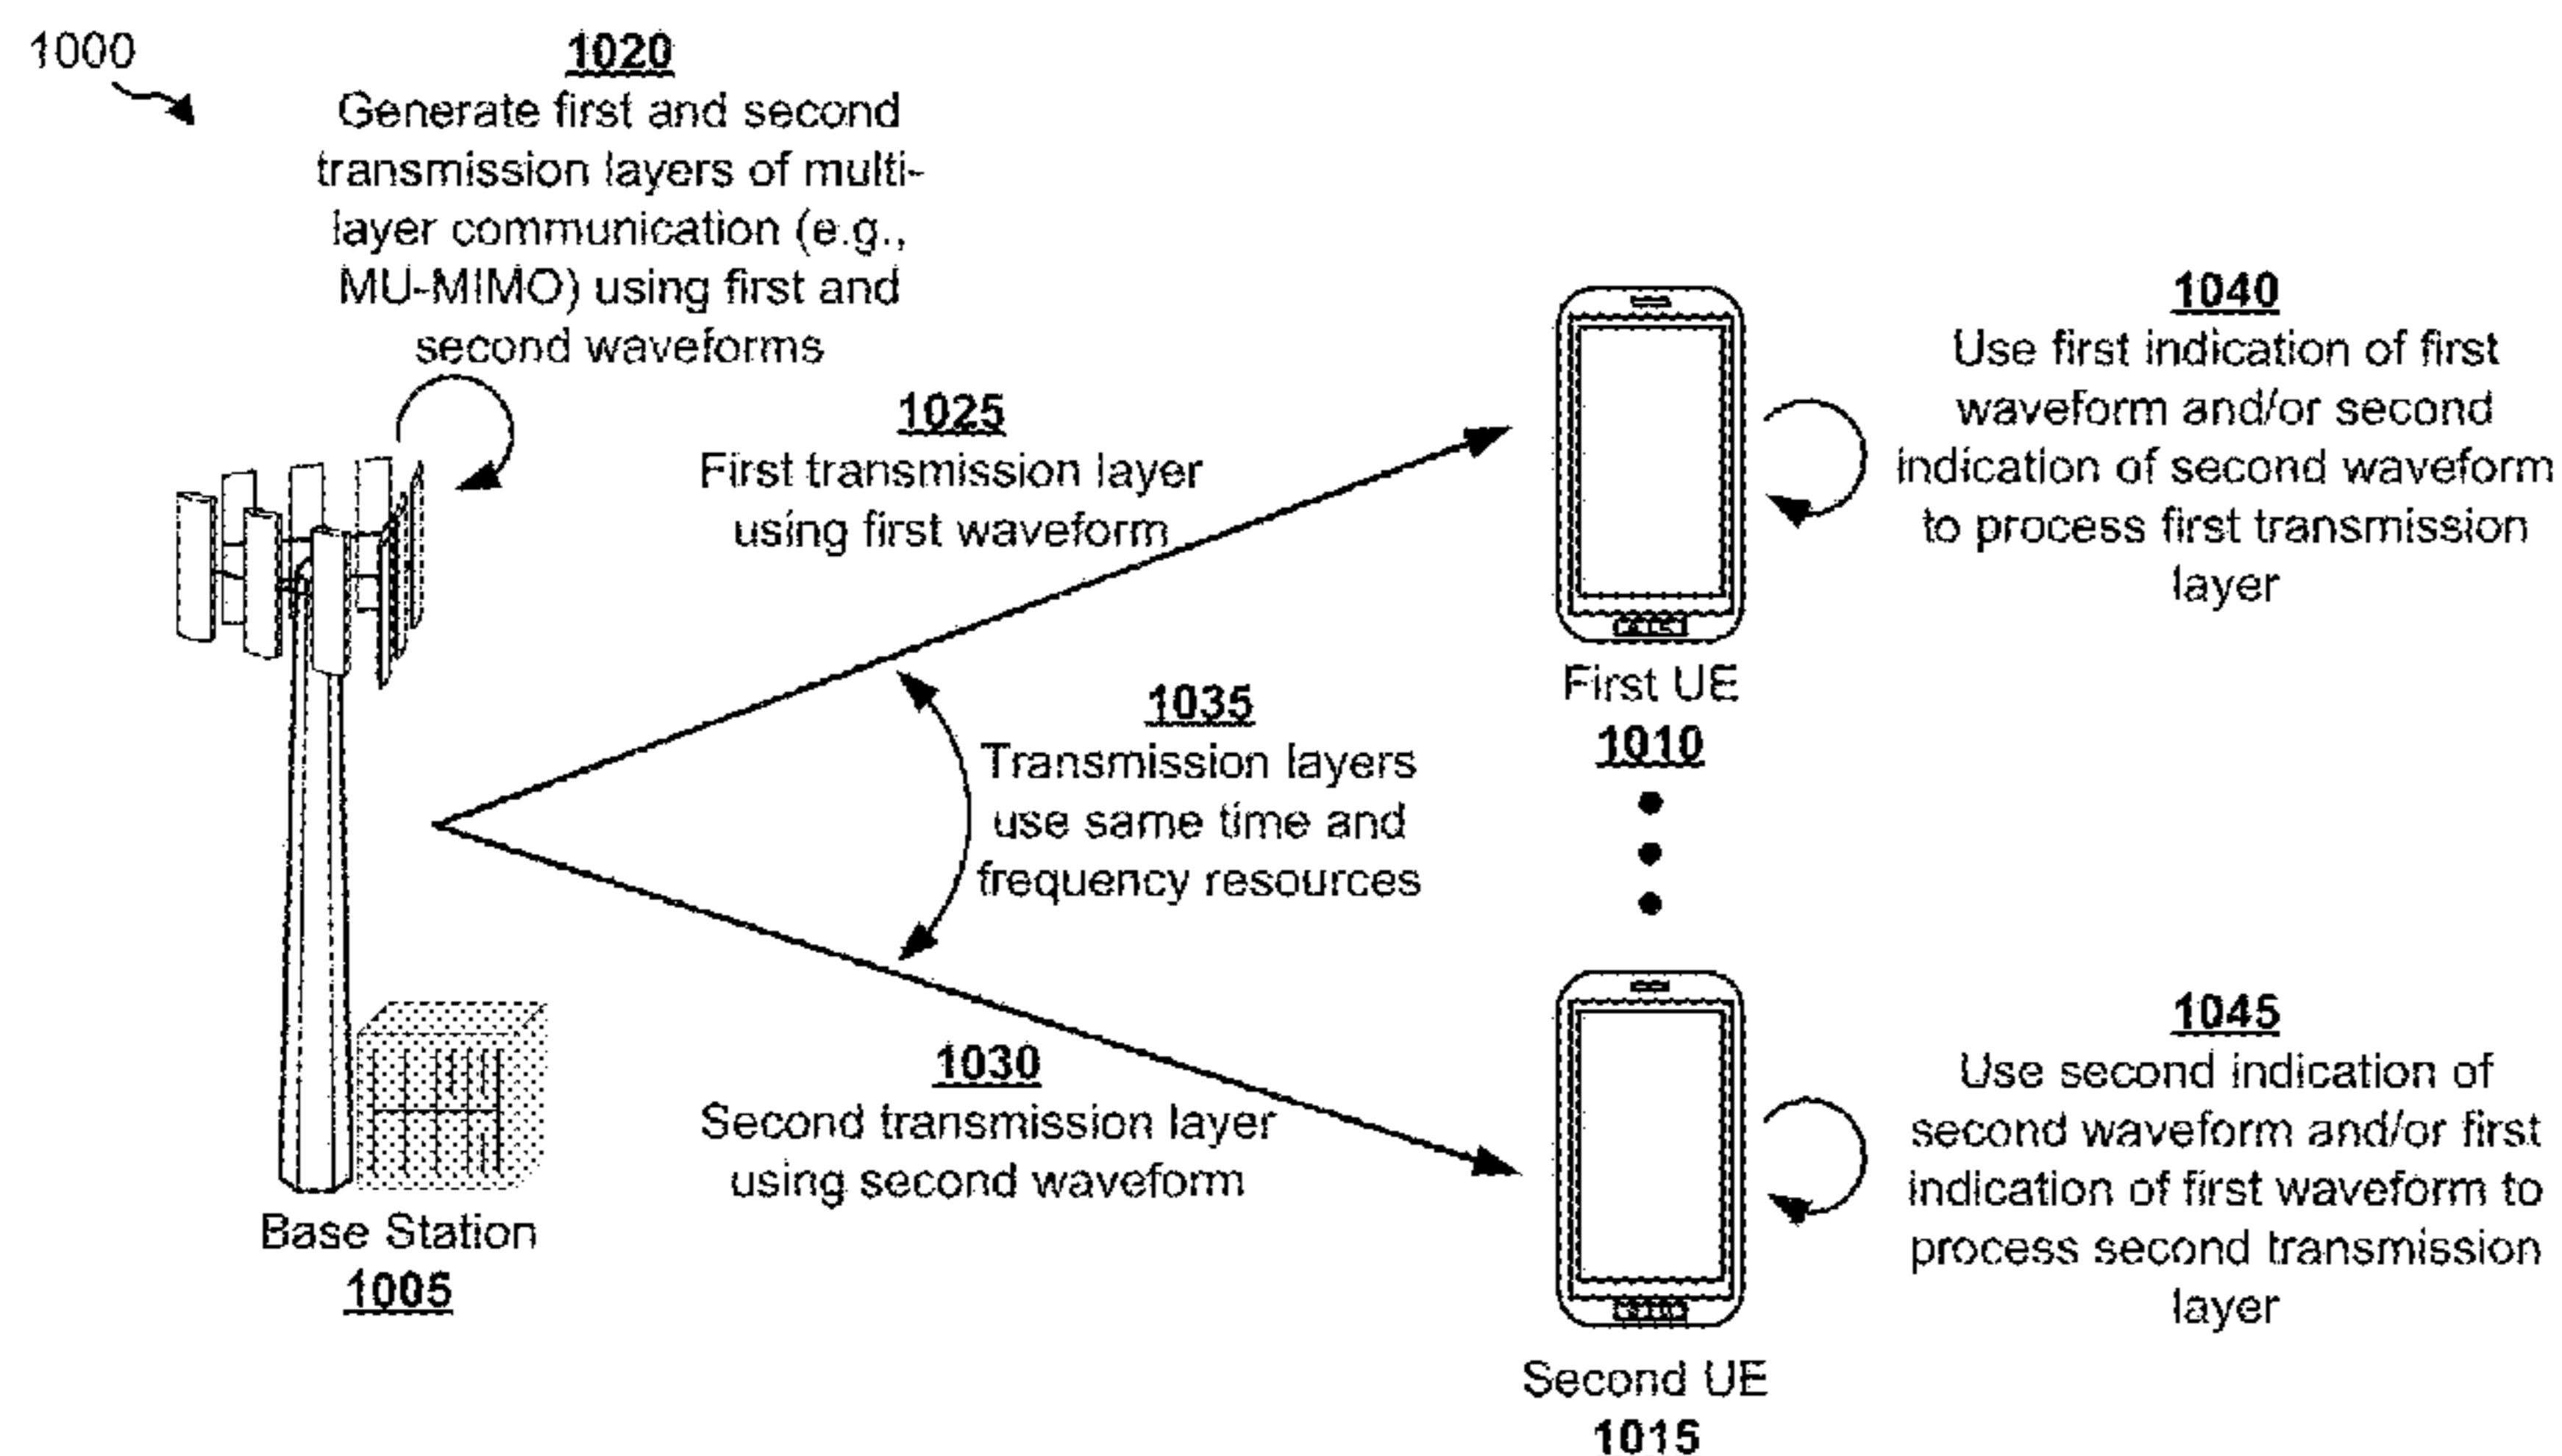 1000
1020
Generate first and second
transmission layers of multi-
layer communication (e.g.,
MU-MIMO) using first and
second waveforms
1025
First transmission layer
using first waveform
1040
Use first indication of first
waveform and/or second
indication of second waveform
to process first transmission
layer
First UE
1010
1035
Transmission layers
use same time and
frequency resources
1030
Second transmission layer
using second waveform
Base Station
1005
1045
Use second indication of
second waveform and/or first
indication of first waveform to
process second transmission
layer
Second UE
1015